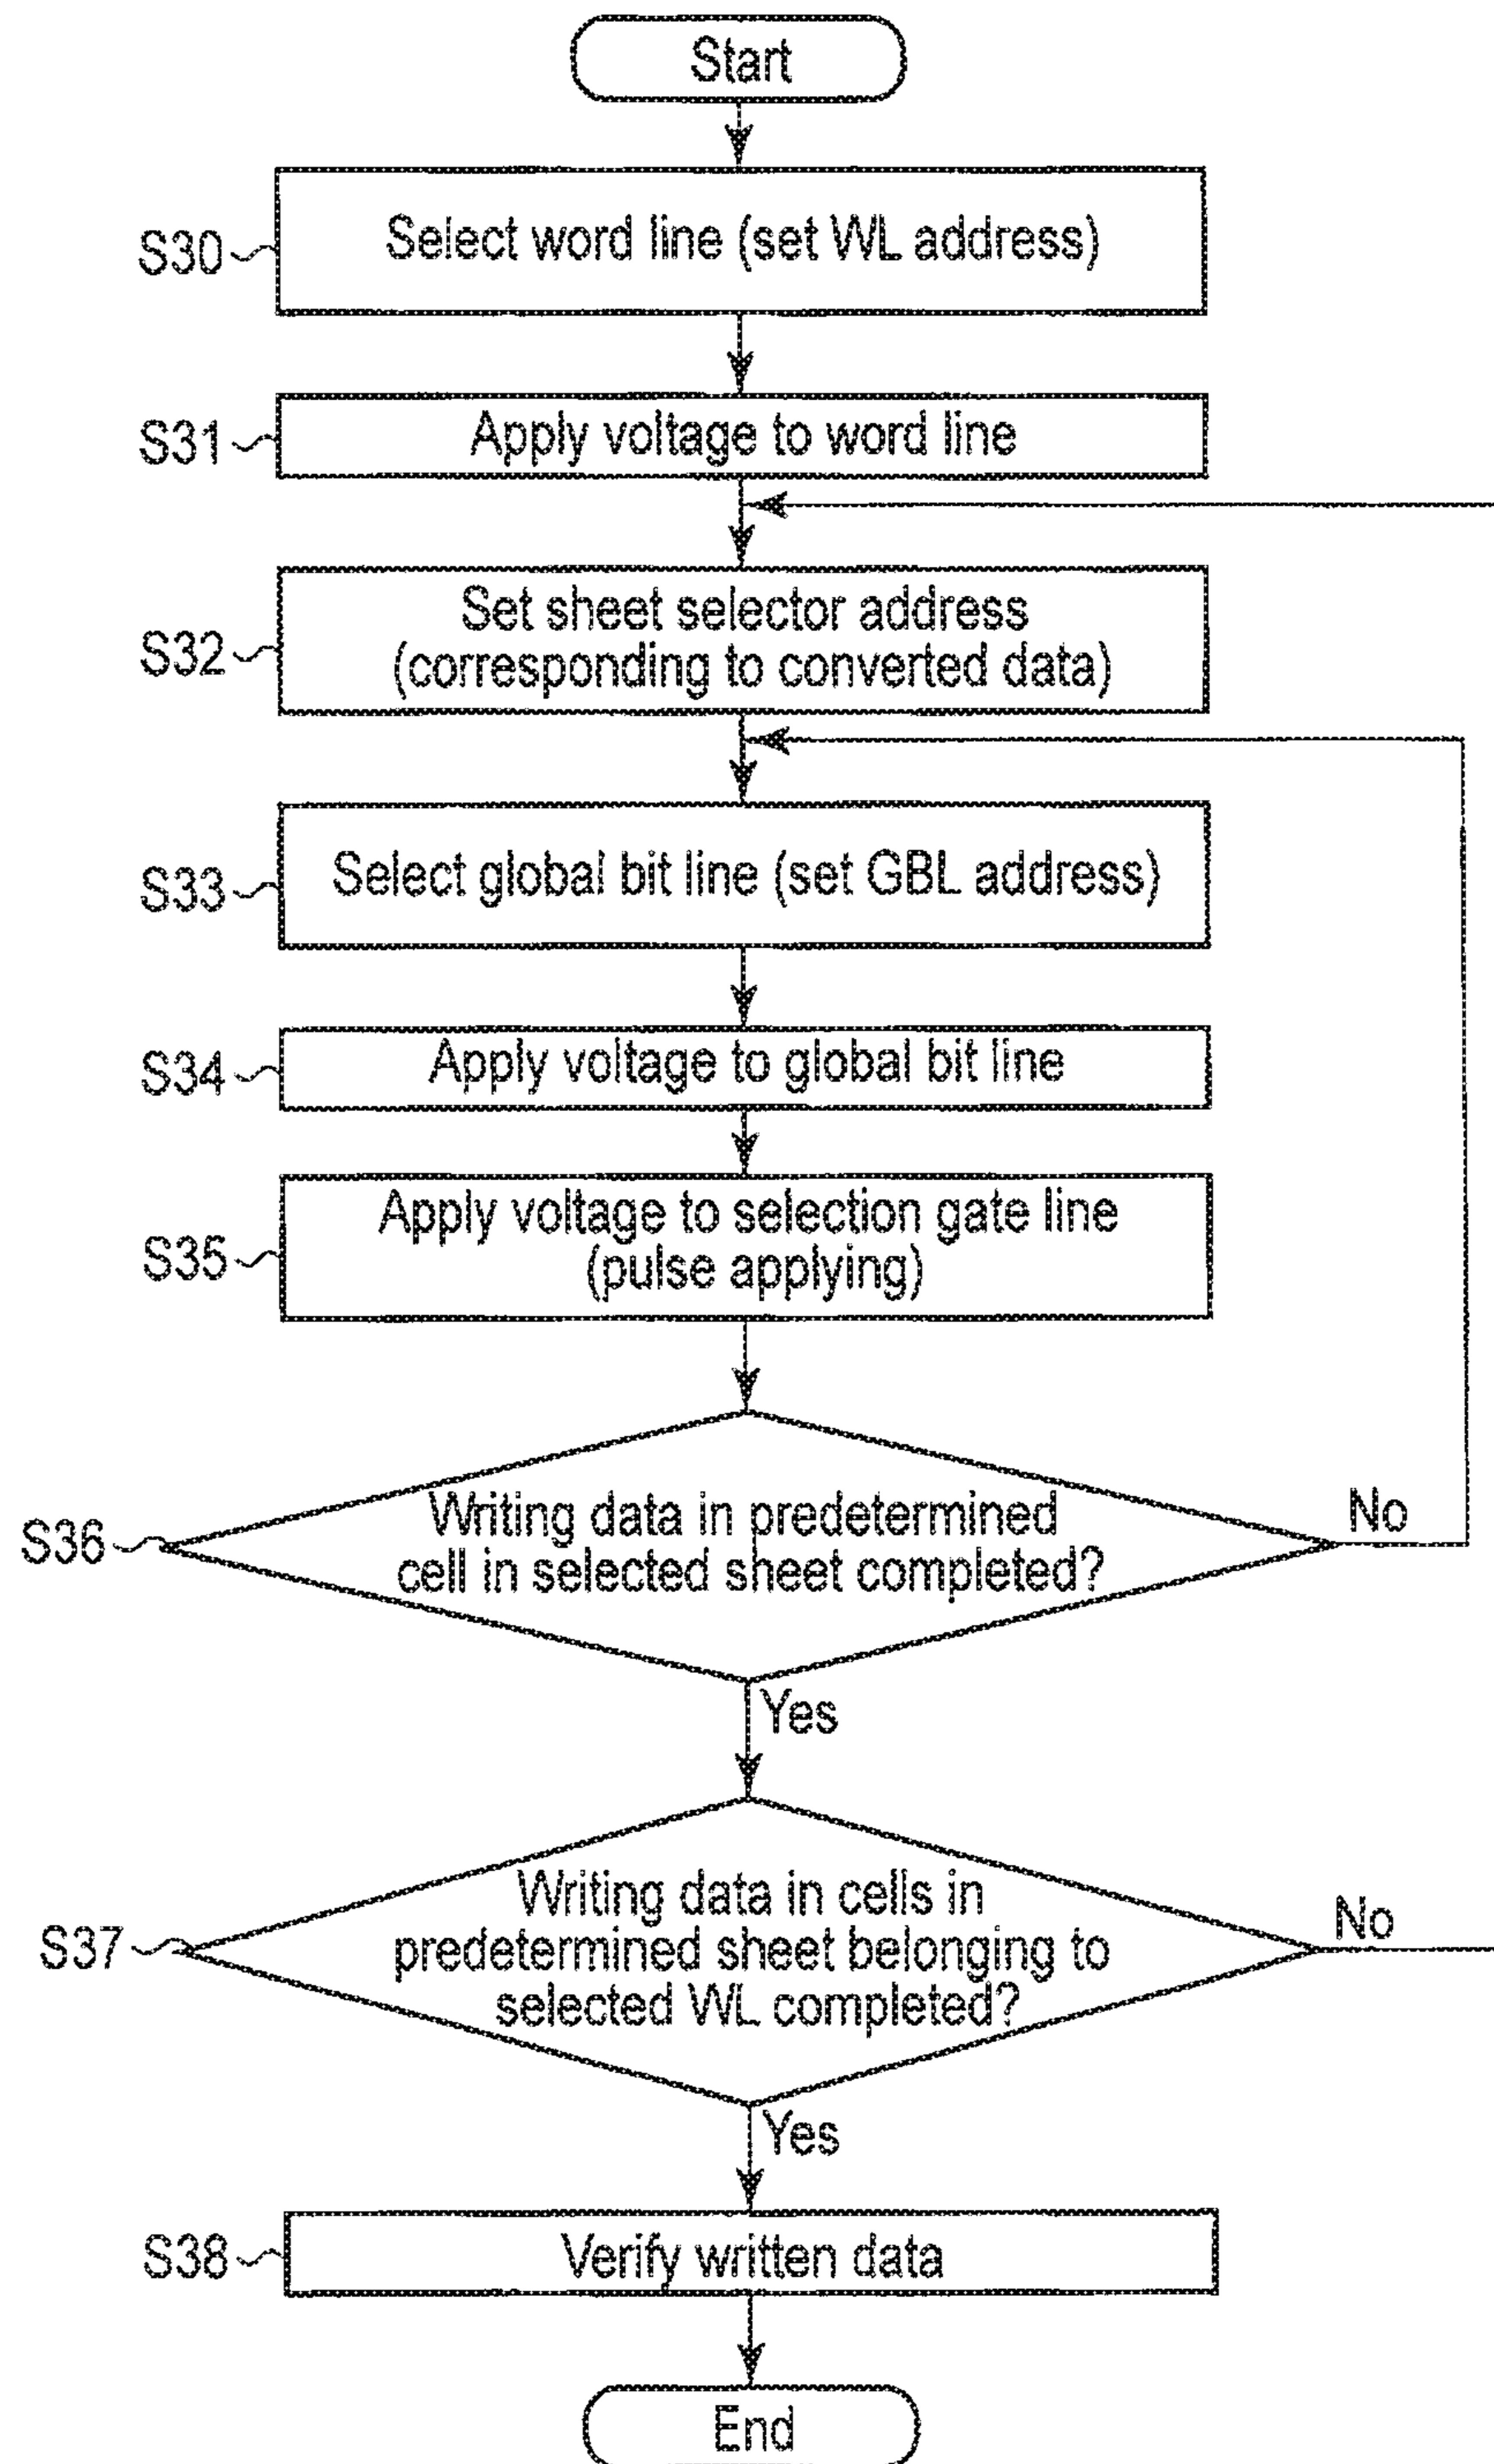 Start
S30
Select word line (set WL address)
S31
Apply voltage to word line
S32
Set sheet selector address
(corresponding to converted data)
S33
Select global bit line (set GBL address)
S34
Apply voltage to global bit line
S35
Apply voltage to selection gate line
(pulse applying)
S36
Writing data in predetermined
cell in selected sheet completed?
No
Yes
S37
Writing data in cells in
predetermined sheet belonging to
selected WL completed?
No
Yes
S38
Verify written data
End